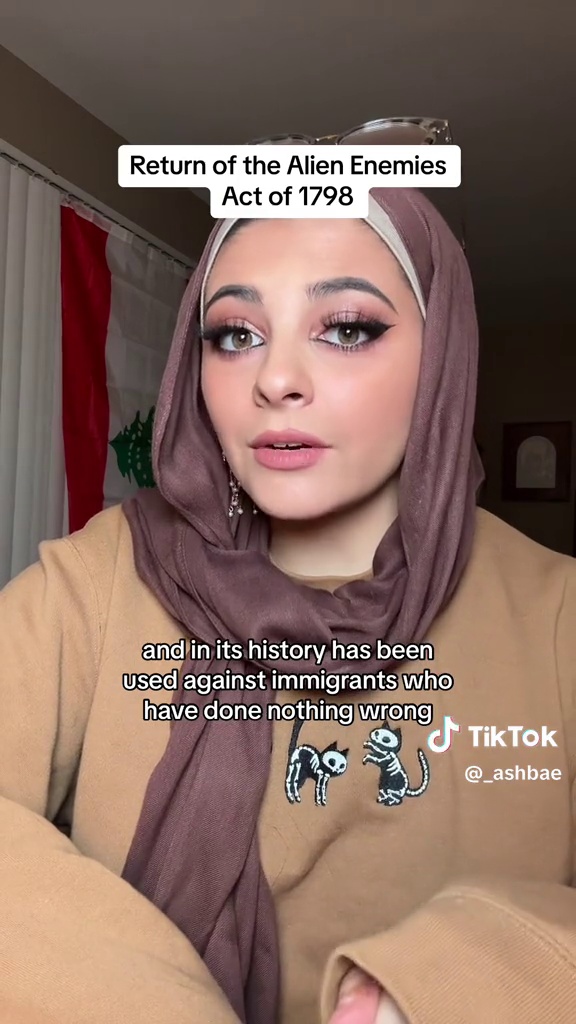 Return of the Alien Enemies
Act of 1798
and in its history has been
used against immigrants who
have done nothing wrong
TikTok
@_ashbae